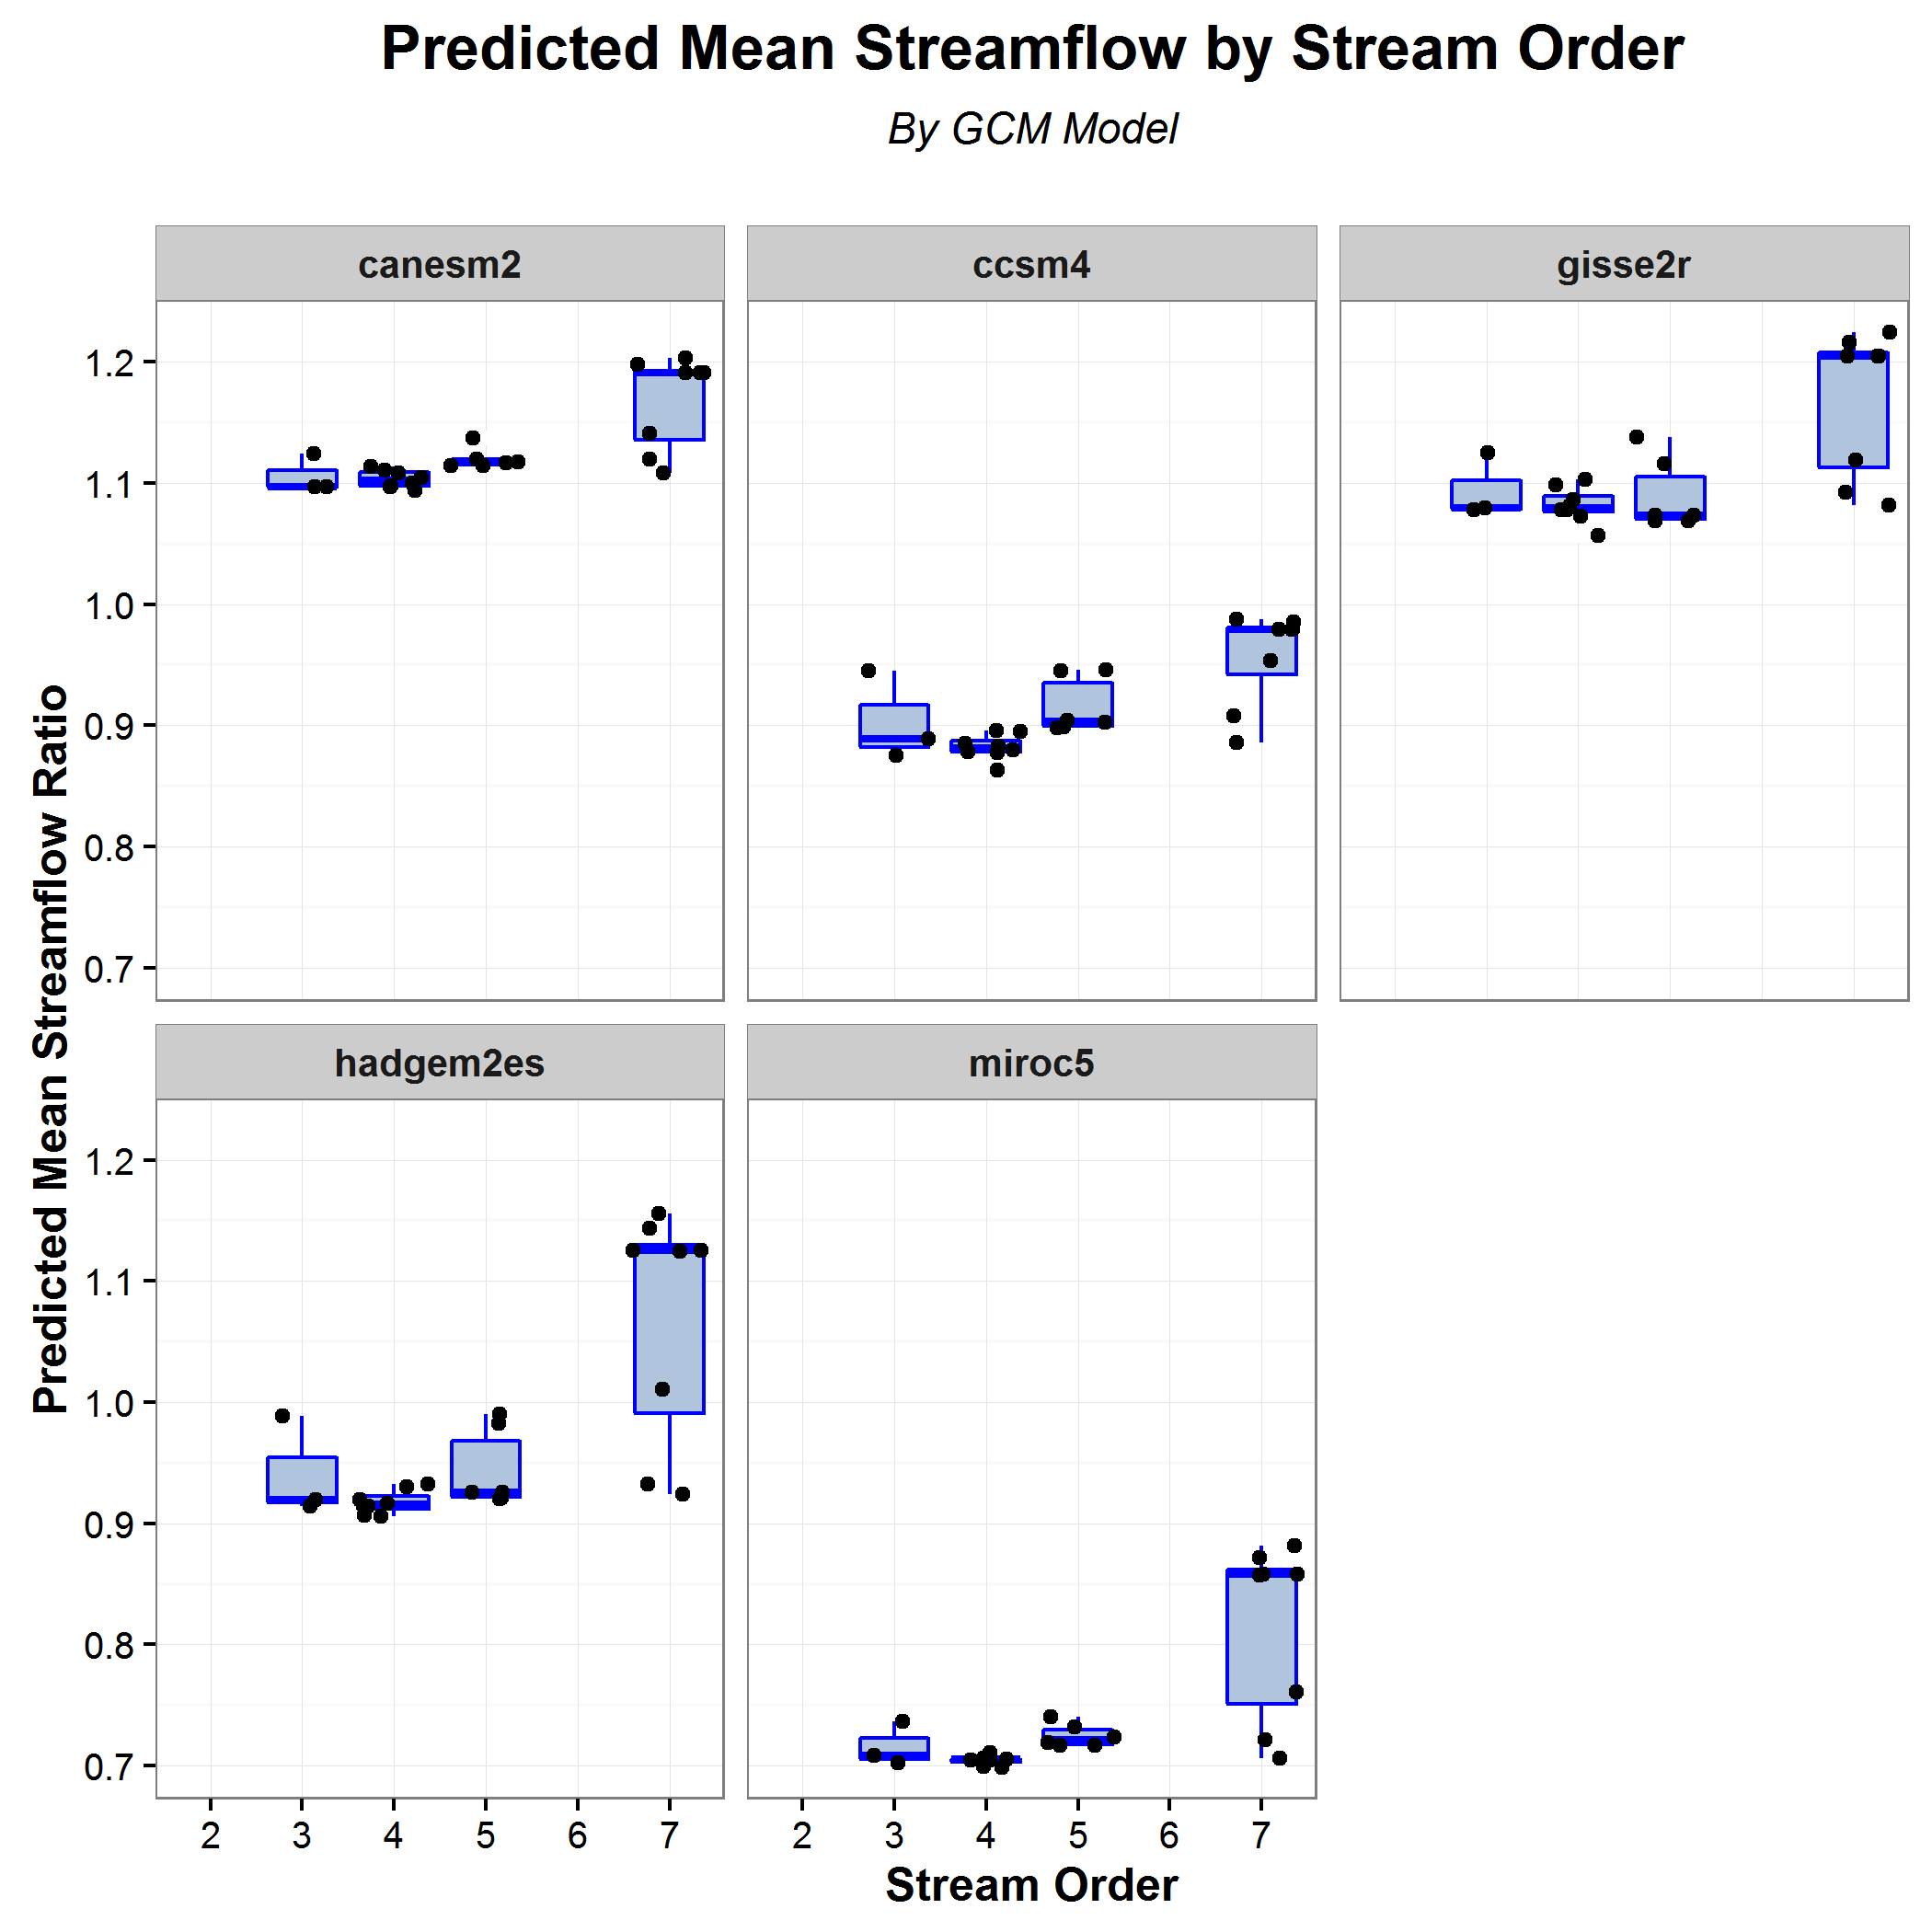 Predicted Mean Streamflow by Stream Order
By GCM Model
canesm2
ccsm4
gisse2r
1.2
1.1
1.0
0.9
0.8
0.7
Predicted Mean Streamflow Ratio
hadgem2es
miroc5
1.2
1.1
1.0
0.9
0.8
0.7
2 3 4 5 6 7
2 3 4 5 6 7
Stream Order